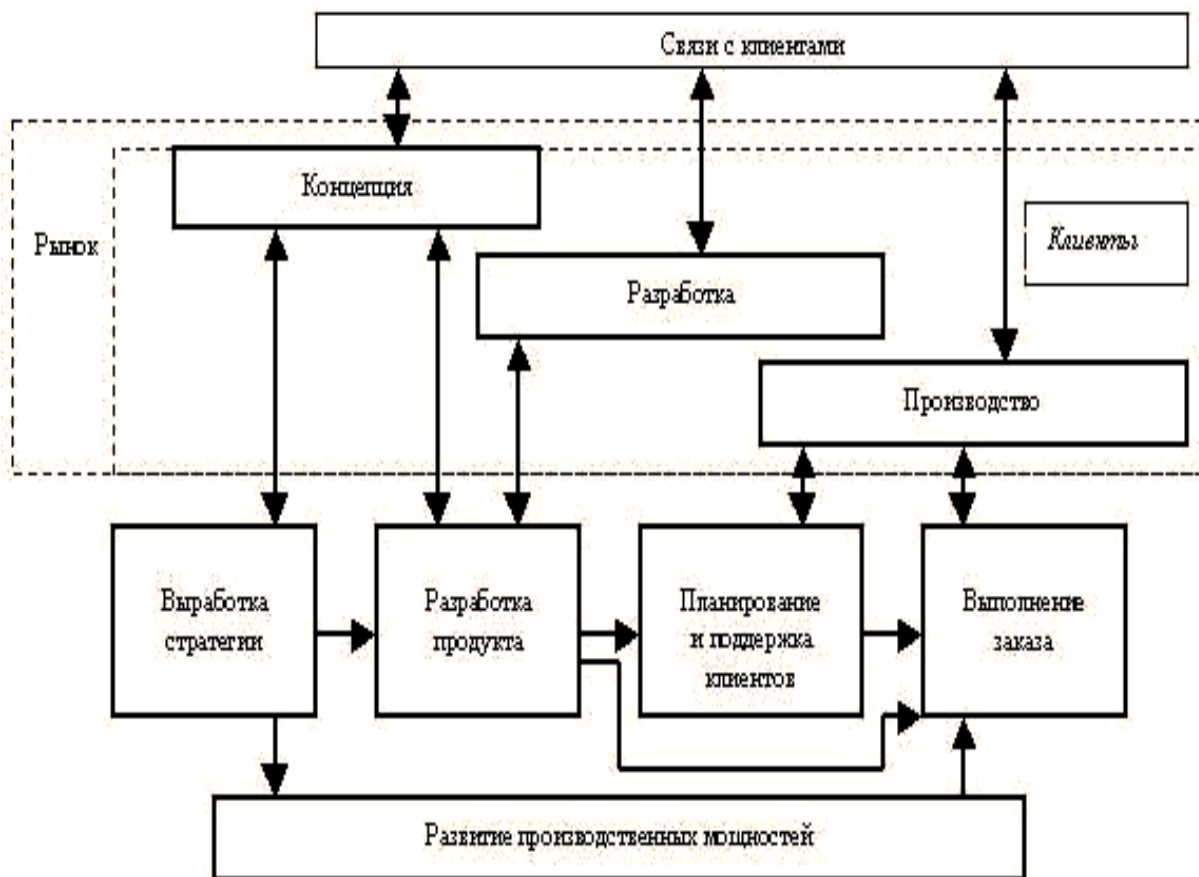 Связи с клиентами
Концепция
Рынок
Клиенты
Разработка
Производство
Выработка
стратегии
Разработка
продукта
Планирование
и поддержка
клиентов
Выполнение
заказа
Развитие производственных мощностей